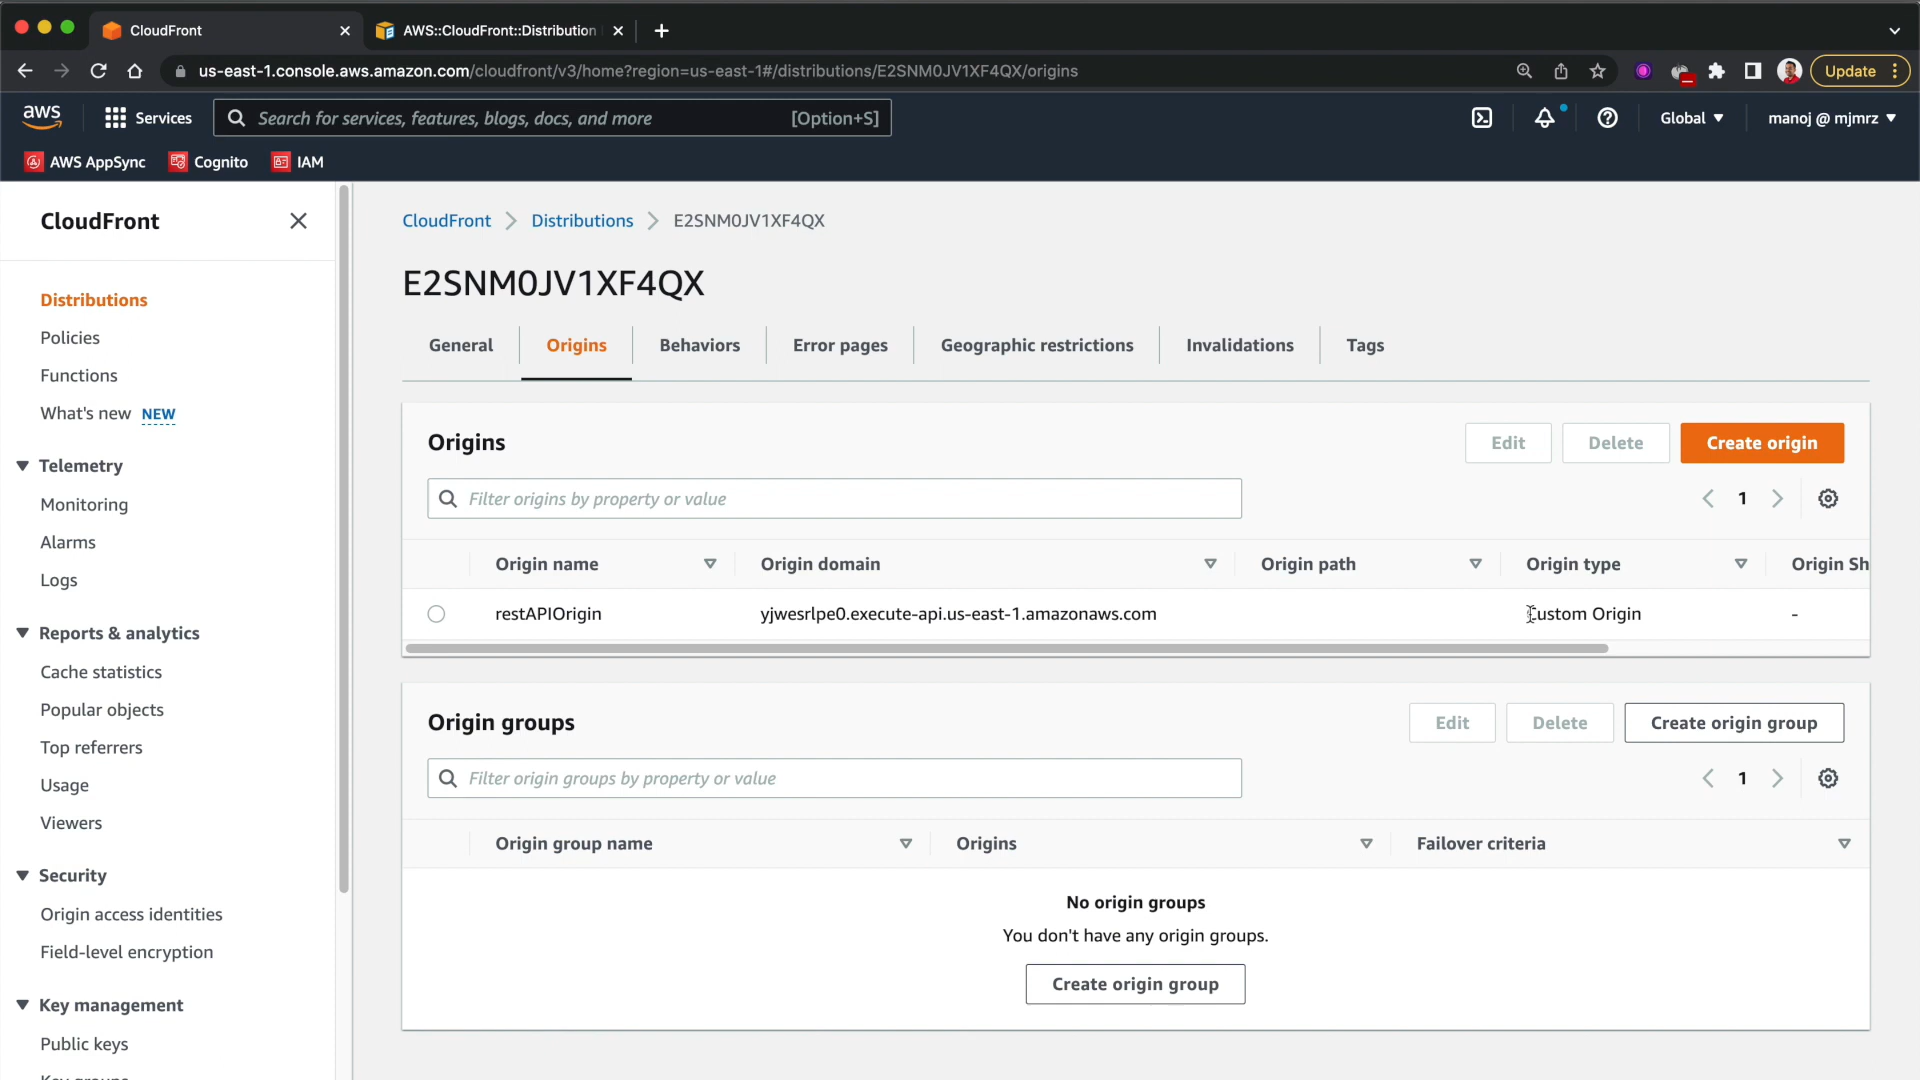 CloudFront
AWS::CloudFront::Distribution
us-east-1.console.aws.amazon.com/cloudfront/v3/home?region=us-east-1#/distributions/E2SNM0JV1XF4QX/origins
Update
aws
Services
Search for services, features, blogs, docs, and more
[Option+S]
Global
manoj @ mjmrz
AWS AppSync
Cognito
IAM
CloudFront
Distributions
Policies
Functions
What's new NEW
Telemetry
Monitoring
Alarms
Logs
Reports & analytics
Cache statistics
Popular objects
Top referrers
Usage
Viewers
Security
Origin access identities
Field-level encryption
Key management
Public keys
Key groups
CloudFront > Distributions > E2SNM0JV1XF4QX
E2SNM0JV1XF4QX
General
Origins
Behaviors
Error pages
Geographic restrictions
Invalidations
Tags
Origins
Edit
Delete
Create origin
Filter origins by property or value
1
Origin name
Origin domain
Origin path
Origin type
Origin Sh
restAPIOrigin
yjwesrlpe0.execute-api.us-east-1.amazonaws.com
Custom Origin
-
Origin groups
Edit
Delete
Create origin group
Filter origin groups by property or value
1
Origin group name
Origins
Failover criteria
No origin groups
You don't have any origin groups.
Create origin group